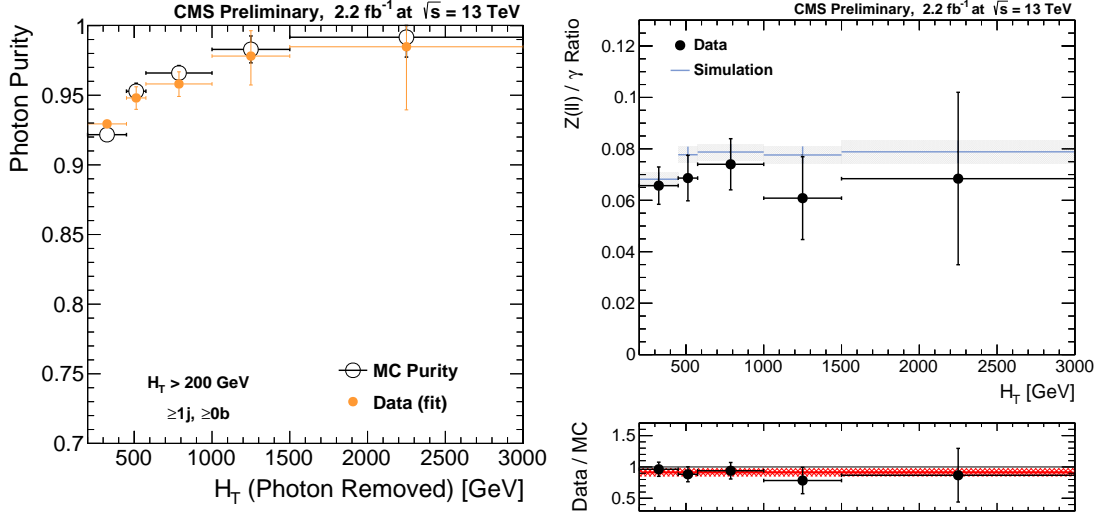 CMS Preliminary, 2.2 fb⁻¹ at √s = 13 TeV
Photon Purity
1
0.95
0.9
0.85
0.8
0.75
0.7
H_T > 200 GeV
≥1j, ≥0b
MC Purity
Data (fit)
500 1000 1500 2000 2500 3000
H_T (Photon Removed) [GeV]
CMS Preliminary, 2.2 fb⁻¹ at √s = 13 TeV
Z(ll) / γ Ratio
0.12
0.1
0.08
0.06
0.04
0.02
0
Data
Simulation
500 1000 1500 2000 2500 3000
H_T [GeV]
Data / MC
1.5
1
0.5